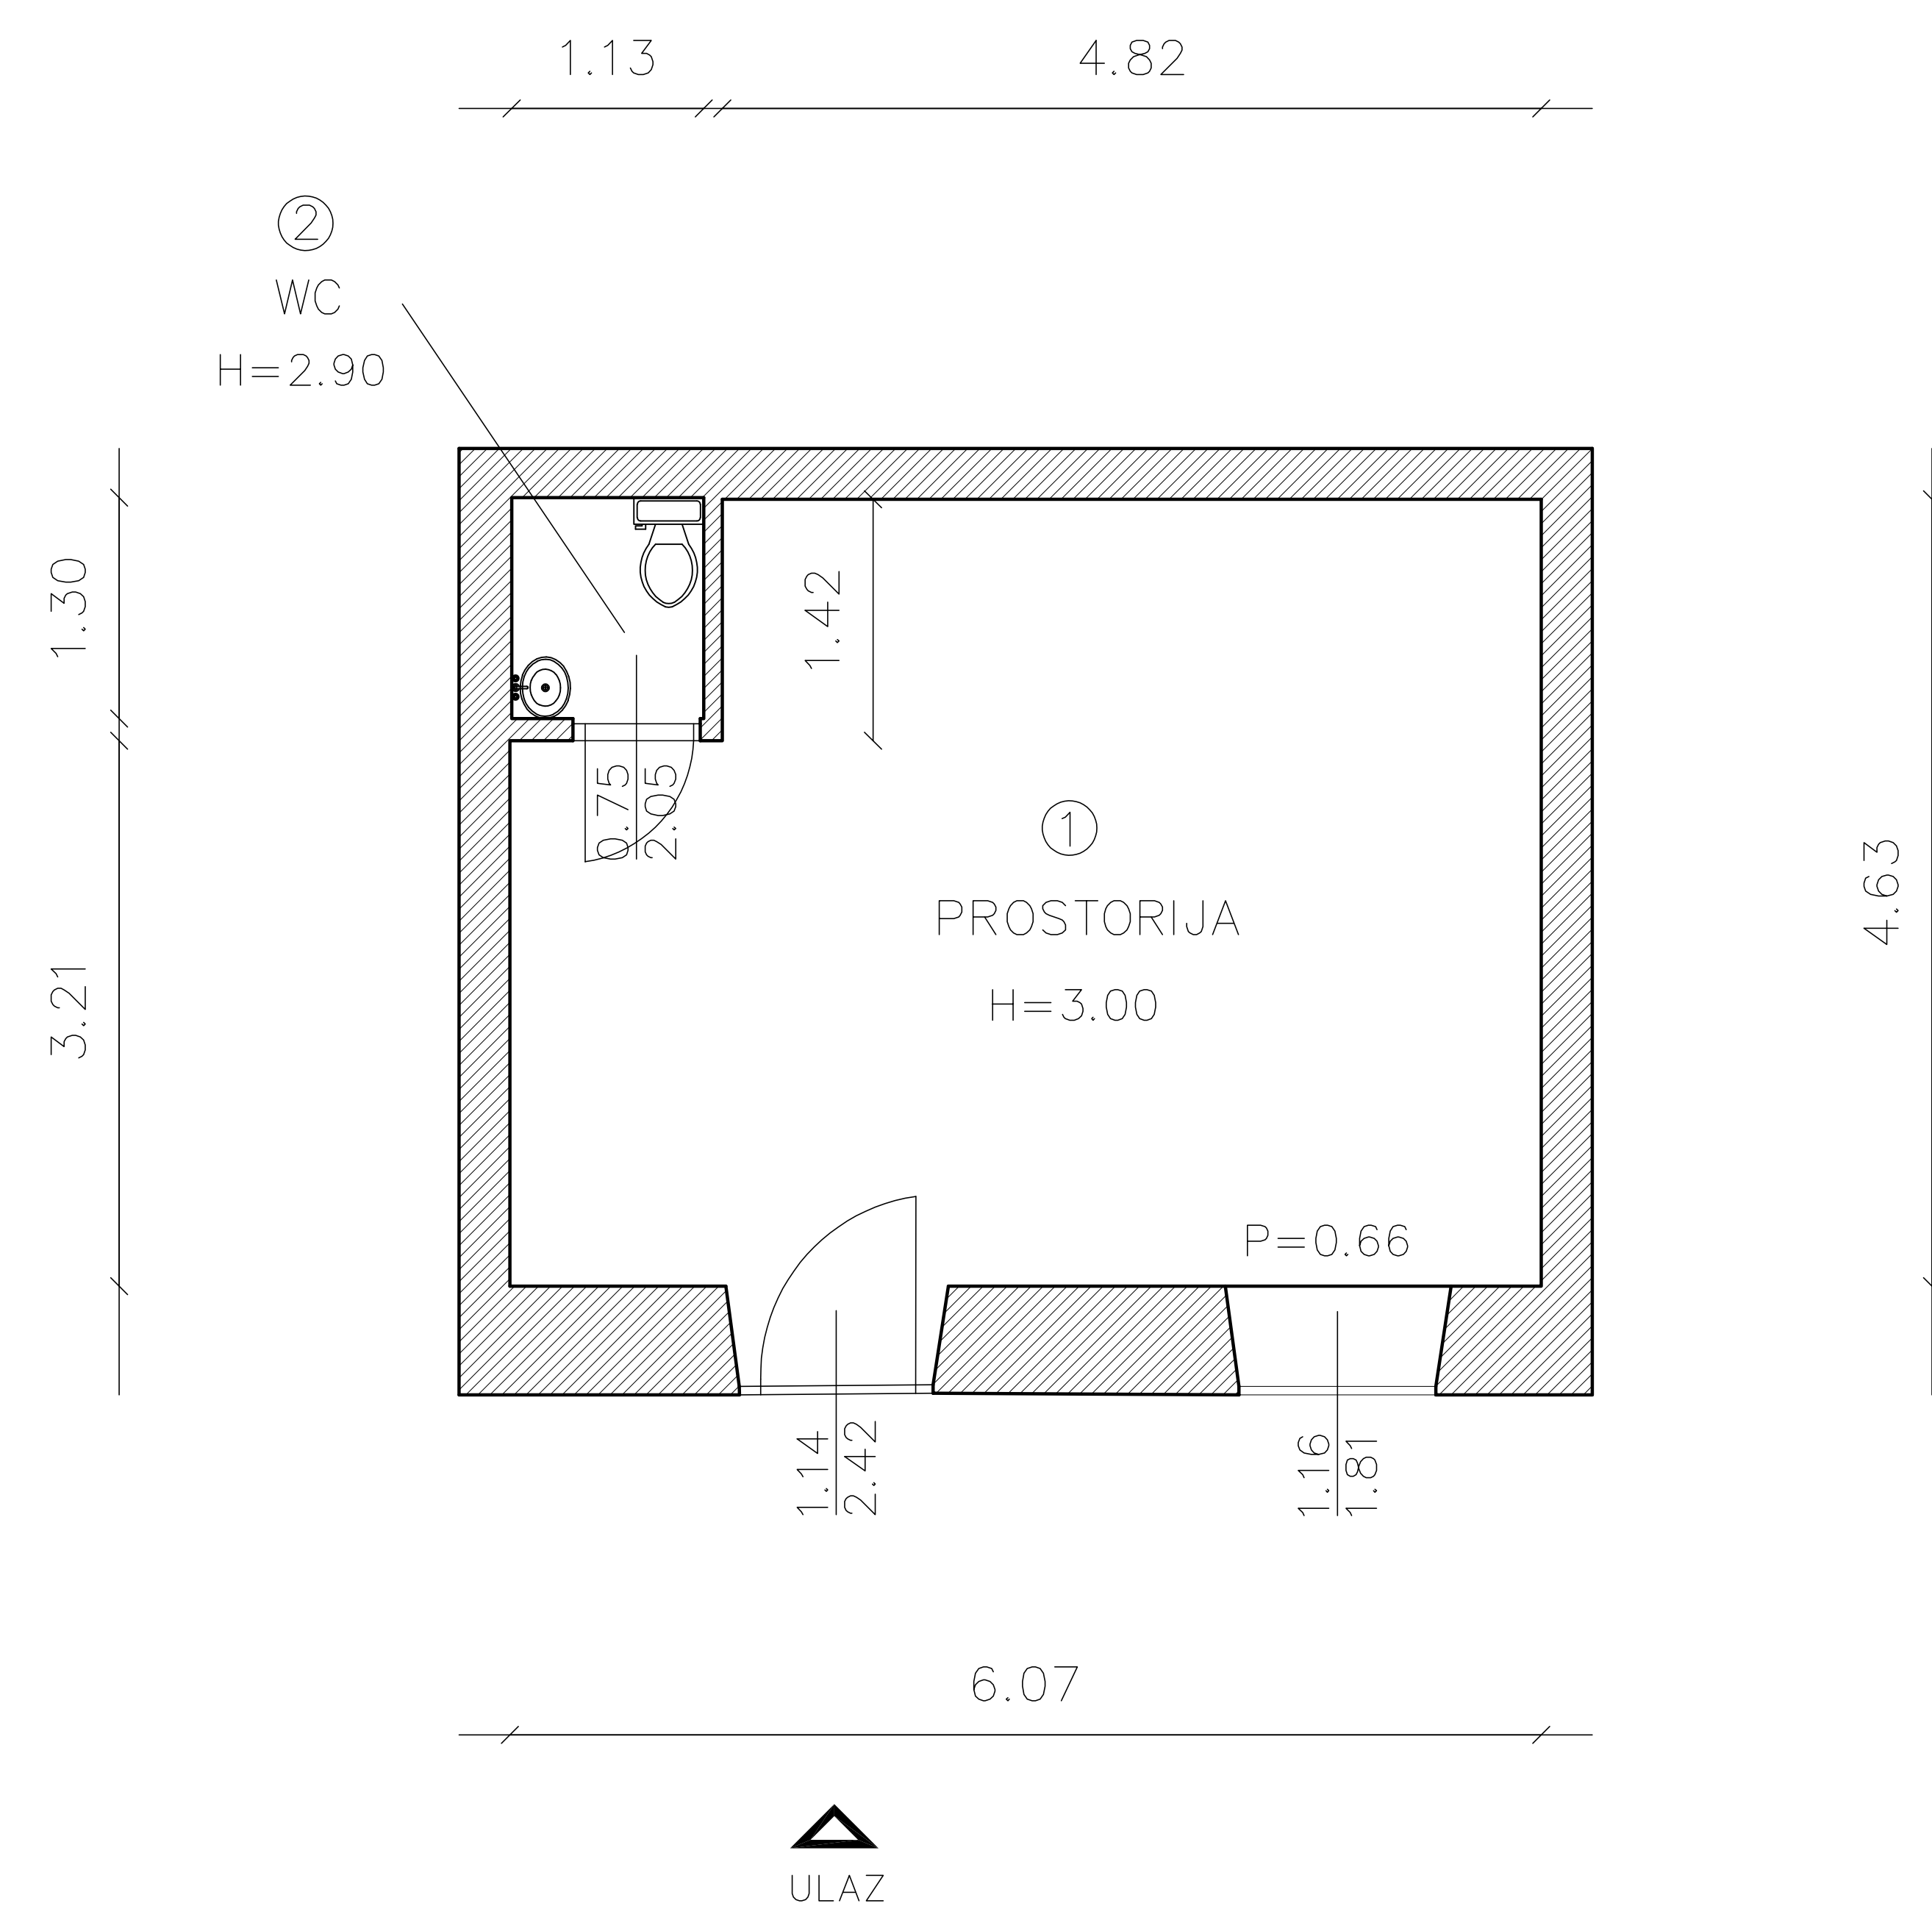 1.13
4.82
2
WC
H=2.90
1.30
1.42
0.75
2.05
1
PROSTORIJA
H=3.00
4.63
3.21
P=0.66
1.14
2.42
1.16
1.81
6.07
ULAZ